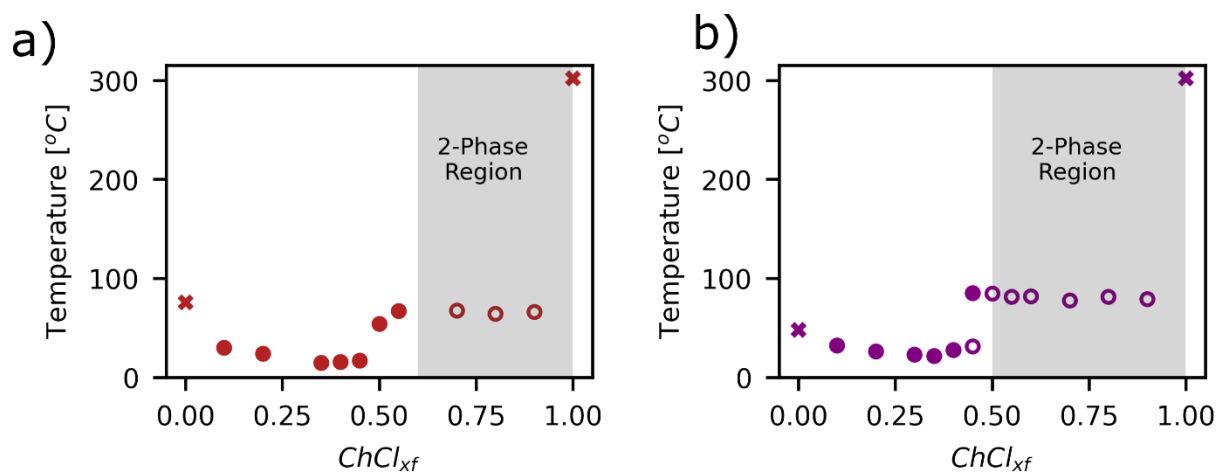 a)
300
200
100
0
Temperature [°C]
2-Phase
Region
0.00 0.25 0.50 0.75 1.00
ChCl_xf
b)
300
200
100
0
Temperature [°C]
2-Phase
Region
0.00 0.25 0.50 0.75 1.00
ChCl_xf